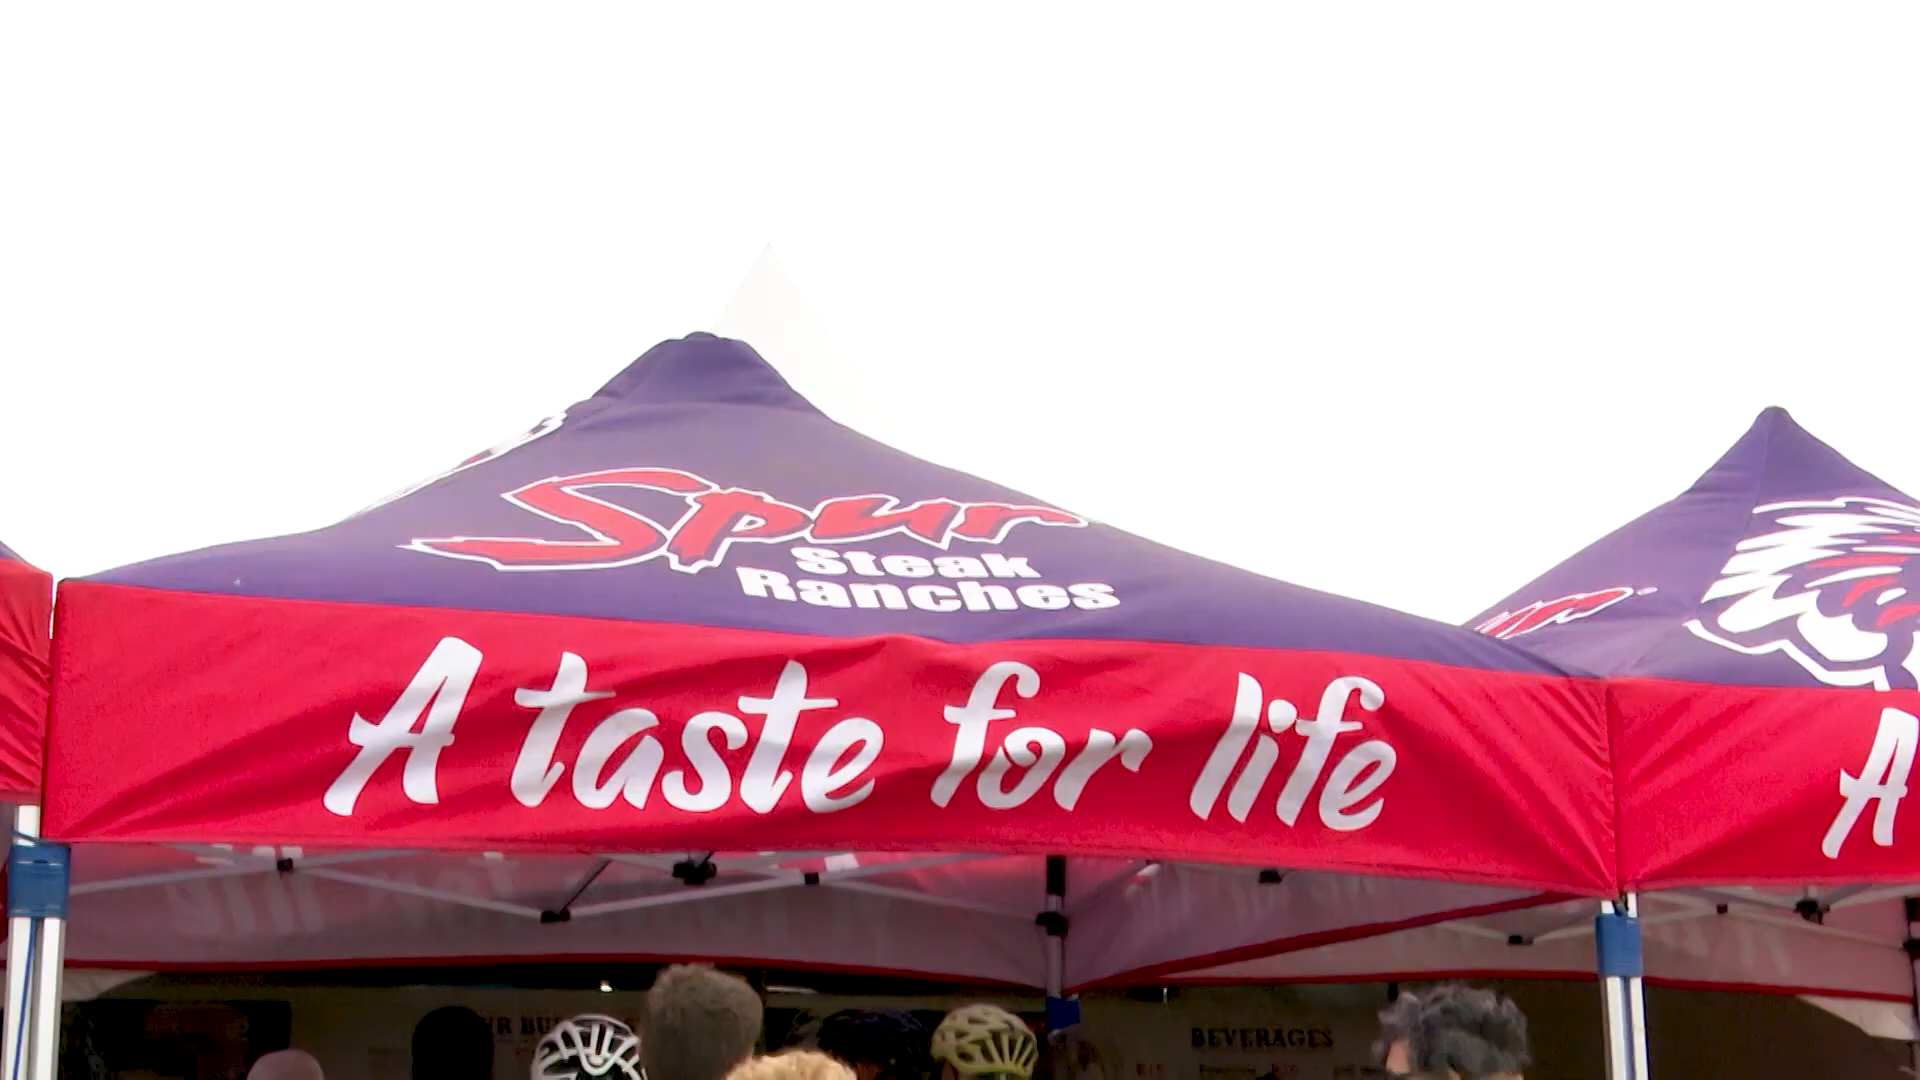 Spur
Steak
Ranches
A taste for life
A
BEVERAGES